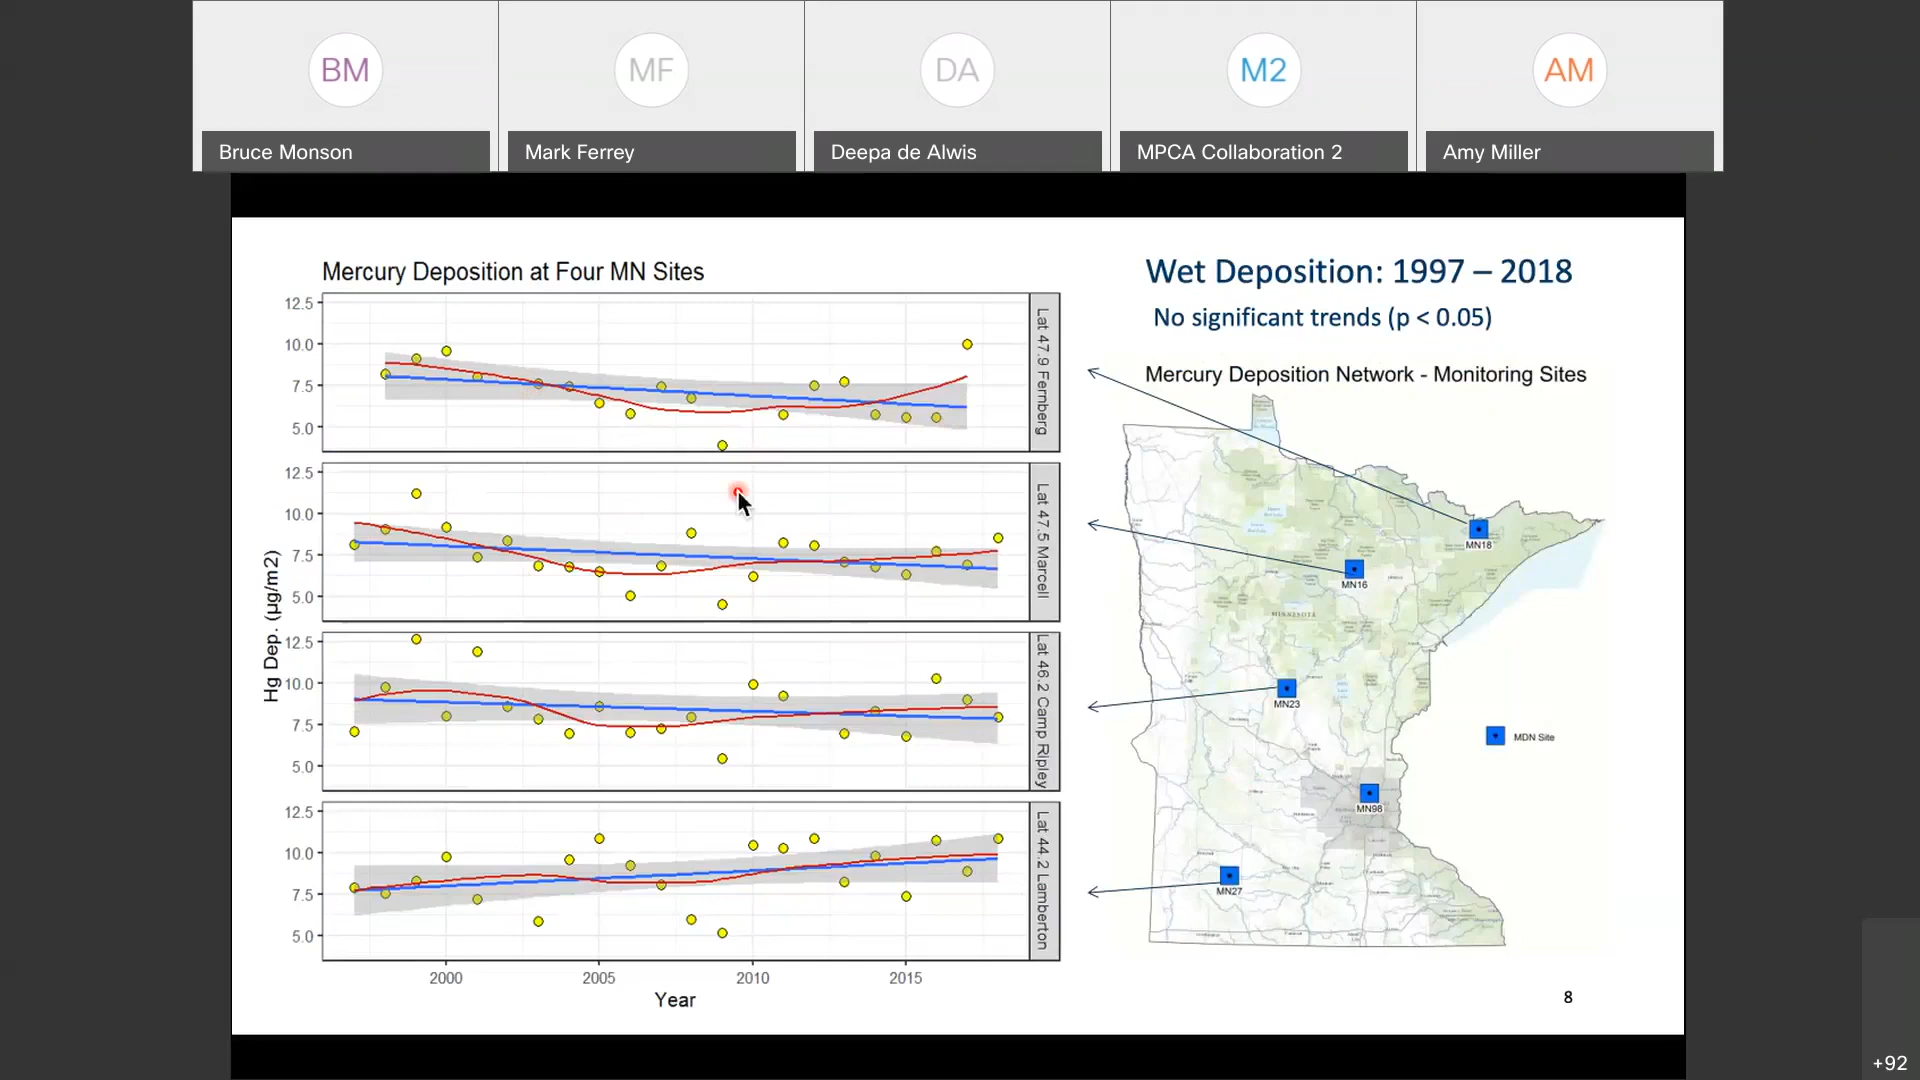 BM
MF
DA
M2
AM
Bruce Monson
Mark Ferrey
Deepa de Alwis
MPCA Collaboration 2
Amy Miller
Mercury Deposition at Four MN Sites
Wet Deposition: 1997 – 2018
No significant trends (p < 0.05)
Mercury Deposition Network - Monitoring Sites
12.5
10.0
7.5
5.0
Lat 47.9 Fernberg
12.5
10.0
7.5
5.0
Lat 47.5 Marcell
12.5
10.0
7.5
5.0
Lat 46.2 Camp Ripley
12.5
10.0
7.5
5.0
Lat 44.2 Lamberton
Hg Dep. (µg/m2)
2000
2005
2010
2015
Year
MN18
MN16
MINNESOTA
MN23
MDN Site
MN98
MN27
8
+92